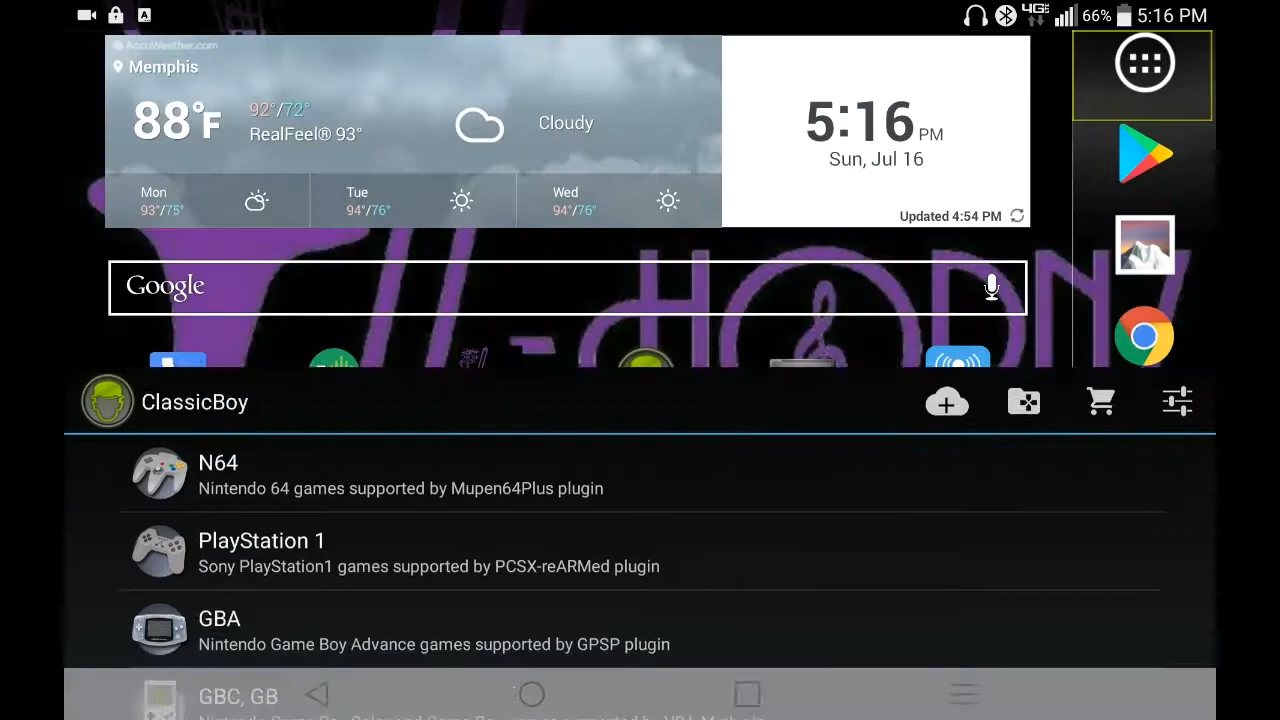 4G LTE 66% 5:16 PM
AccuWeather.com
Memphis
88°F
92°/72°
RealFeel® 93°
Cloudy
Mon
93°/75°
Tue
94°/76°
Wed
94°/76°
5:16 PM
Sun, Jul 16
Updated 4:54 PM
Google
ClassicBoy
N64
Nintendo 64 games supported by Mupen64Plus plugin
PlayStation 1
Sony PlayStation1 games supported by PCSX-reARMed plugin
GBA
Nintendo Game Boy Advance games supported by GPSP plugin
GBC, GB